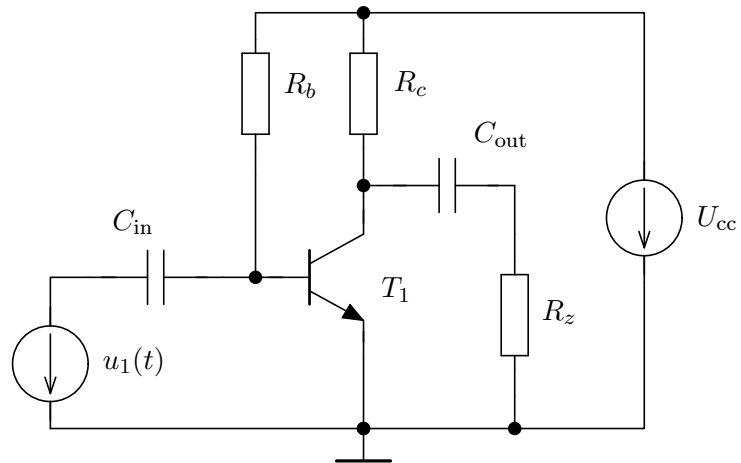 R_b
R_c
C_out
C_in
U_cc
T_1
R_z
u_1(t)